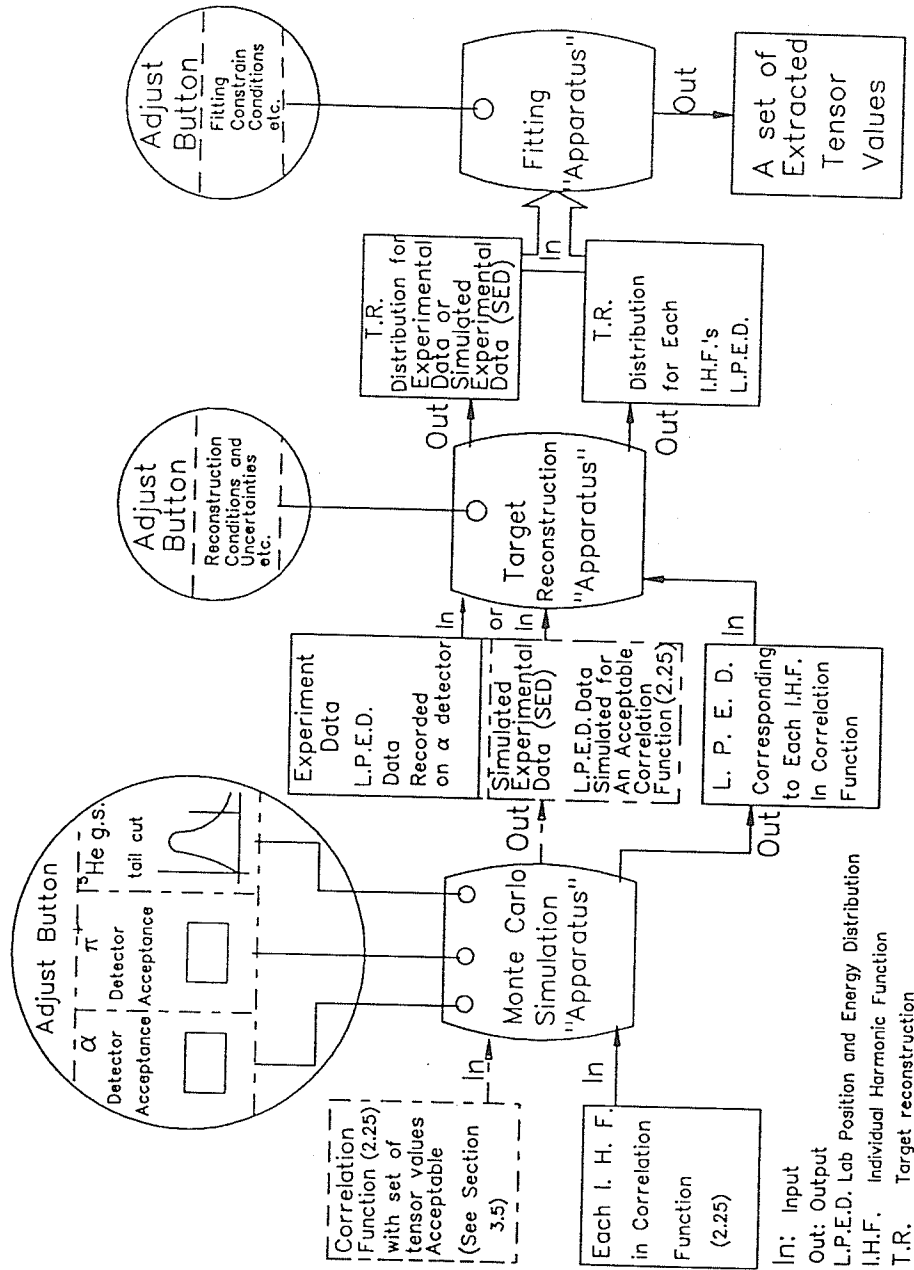 Adjust Button
α
Detector
Acceptance
π
Detector
Acceptance
⁵He g.s.
tail cut
Adjust
Button
Reconstruction
Conditions and
Uncertainties
etc.
Adjust
Button
Fitting
Constrain
Conditions
etc.
Correlation
Function (2.25)
with set of
tensor values
Acceptable
(See Section
3.5)
In
Each I. H. F.
in Correlation
Function
(2.25)
In
Monte Carlo
Simulation
"Apparatus"
Out
Out
Experiment
Data
L.P.E.D.
Data
Recorded
on α detector
In
or
Simulated
Experimental
Data (SED)
In
L.P.E.D. Data
Simulated for
An Acceptable
Correlation
Function (2.25)
L. P. E. D.
Corresponding
to Each I.H.F.
In Correlation
Function
In
Target
Reconstruction
"Apparatus"
Out
Out
T.R.
Distribution for
Experimental
Data or
Simulated
Experimental
Data (SED)
T.R.
Distribution
for Each
I.H.F.'s
L.P.E.D.
In
Fitting
"Apparatus"
Out
A set of
Extracted
Tensor
Values
In: Input
Out: Output
L.P.E.D. Lab Position and Energy Distribution
I.H.F. Individual Harmonic Function
T.R. Target reconstruction